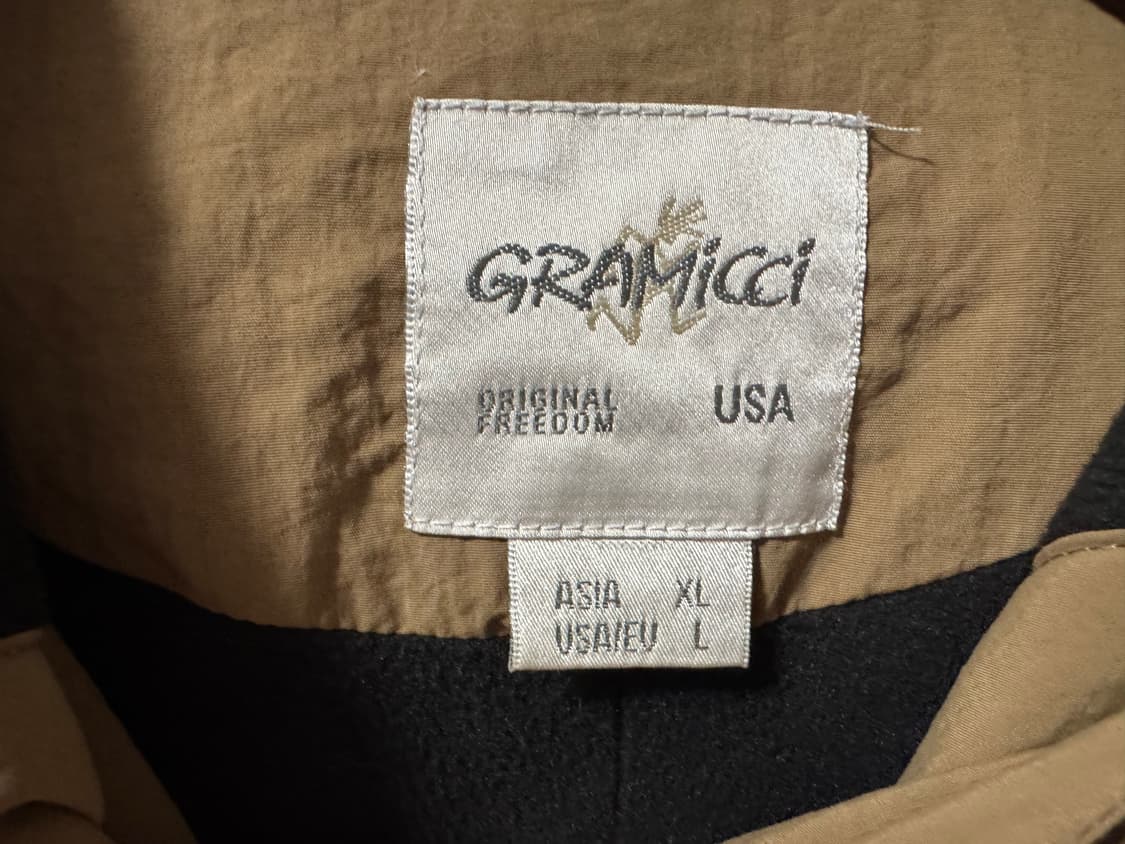 GRAMiCCi
ORIGINAL
FREEDOM
USA
ASIA XL
USA/EU L